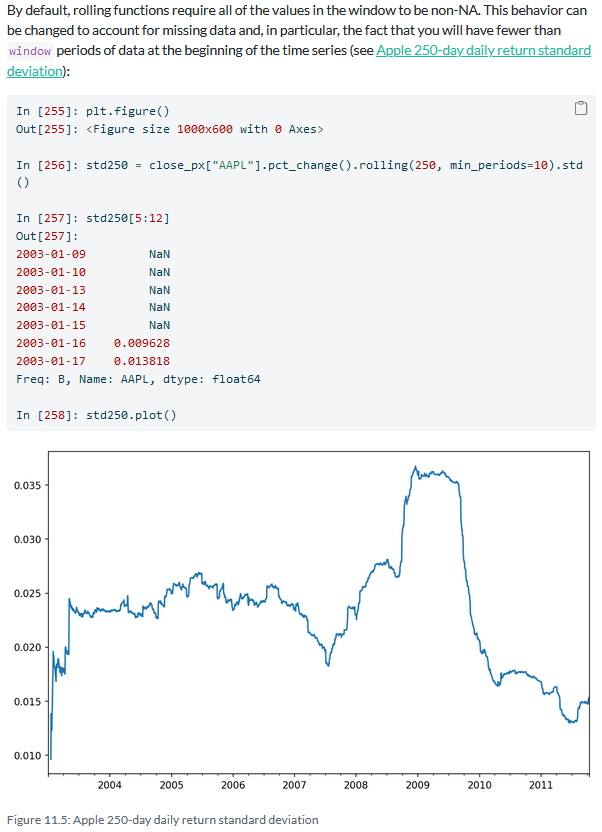 By default, rolling functions require all of the values in the window to be non-NA. This behavior can
be changed to account for missing data and, in particular, the fact that you will have fewer than
window periods of data at the beginning of the time series (see Apple 250-day daily return standard
deviation):
In [255]: plt.figure()
Out[255]: <Figure size 1000x600 with 0 Axes>
In [256]: std250 = close_px["AAPL"].pct_change().rolling(250, min_periods=10).std
()
In [257]: std250[5:12]
Out[257]:
2003-01-09 NaN
2003-01-10 NaN
2003-01-13 NaN
2003-01-14 NaN
2003-01-15 NaN
2003-01-16 0.009628
2003-01-17 0.013818
Freq: B, Name: AAPL, dtype: float64
In [258]: std250.plot()
0.035
0.030
0.025
0.020
0.015
0.010
2004 2005 2006 2007 2008 2009 2010 2011
Figure 11.5: Apple 250-day daily return standard deviation